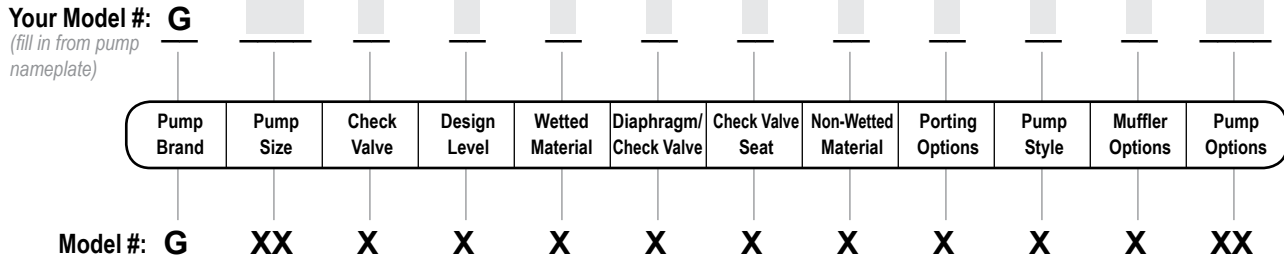 Your Model #: G
(fill in from pump
nameplate)
Pump Pump Check Design Wetted Diaphragm/ Check Valve Non-Wetted Porting Pump Muffler Pump
Brand Size Valve Level Material Check Valve Seat Material Options Style Options Options
Model #: G XX X X X X X X X X X XX